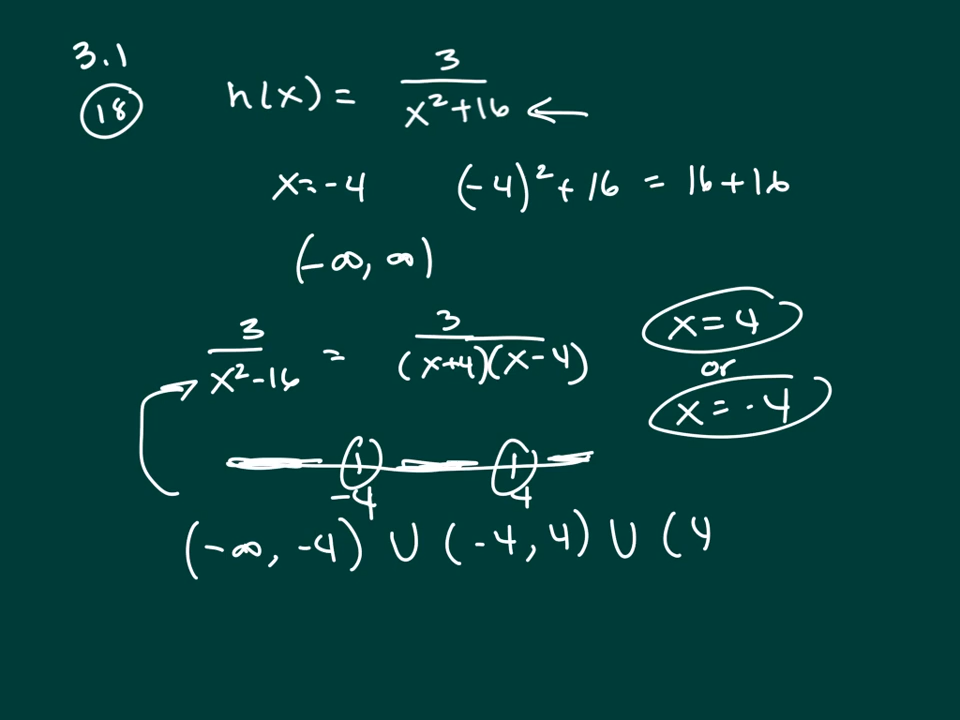 3.1
18 h(x) = 3/(x²+16) ←
x=-4 (-4)²+16 = 16+16
(-∞, ∞)
3/(x²-16) = 3/((x+4)(x-4)) x=4
or
x=-4
-4 4
(-∞, -4) ∪ (-4, 4) ∪ (4